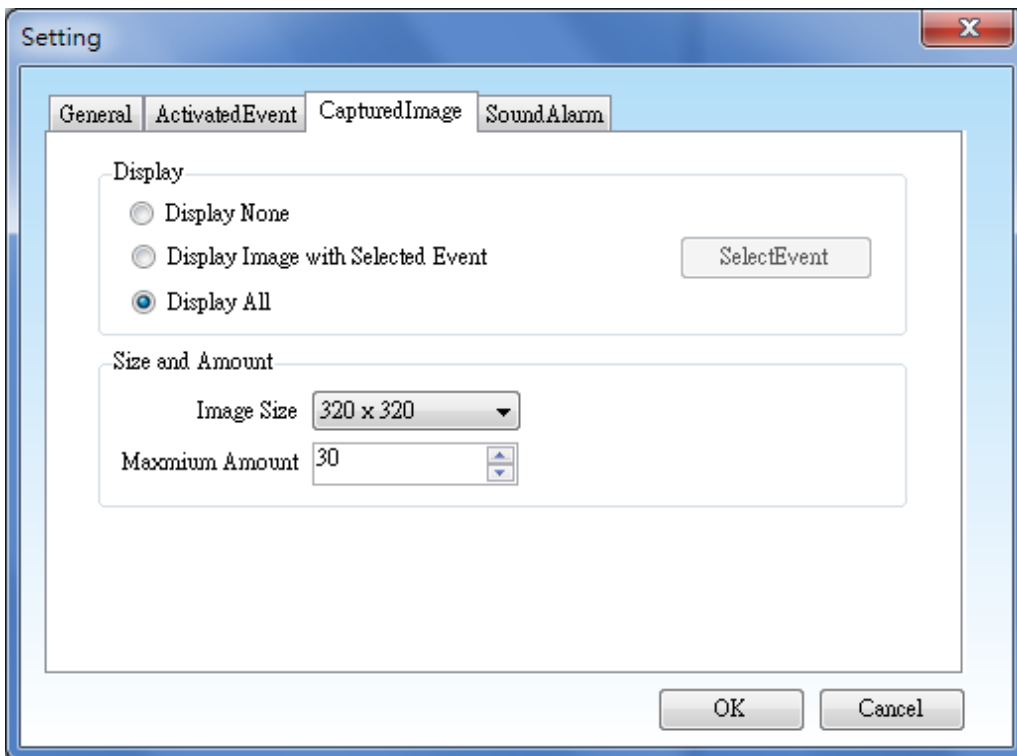 Setting
General ActivatedEvent CapturedImage SoundAlarm
Display
Display None
Display Image with Selected Event SelectEvent
Display All
Size and Amount
Image Size 320 x 320
Maxmium Amount 30
OK Cancel